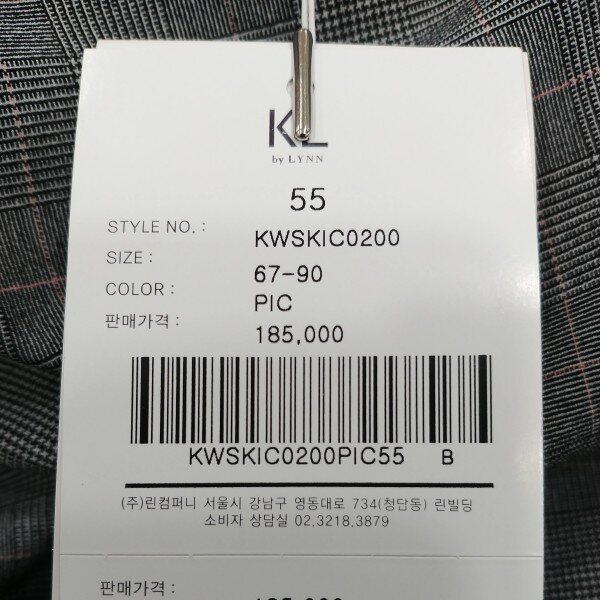 KL
by LYNN
55
STYLE NO. : KWSKIC0200
SIZE : 67-90
COLOR : PIC
판매가격 : 185,000
KWSKIC0200PIC55 B
(주)린컴퍼니 서울시 강남구 영동대로 734(청담동) 린빌딩
소비자 상담실 02.3218.3879
판매가격 : 185,000